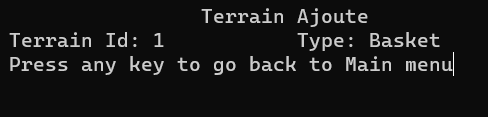 Terrain Ajoute
Terrain Id: 1 Type: Basket
Press any key to go back to Main menu